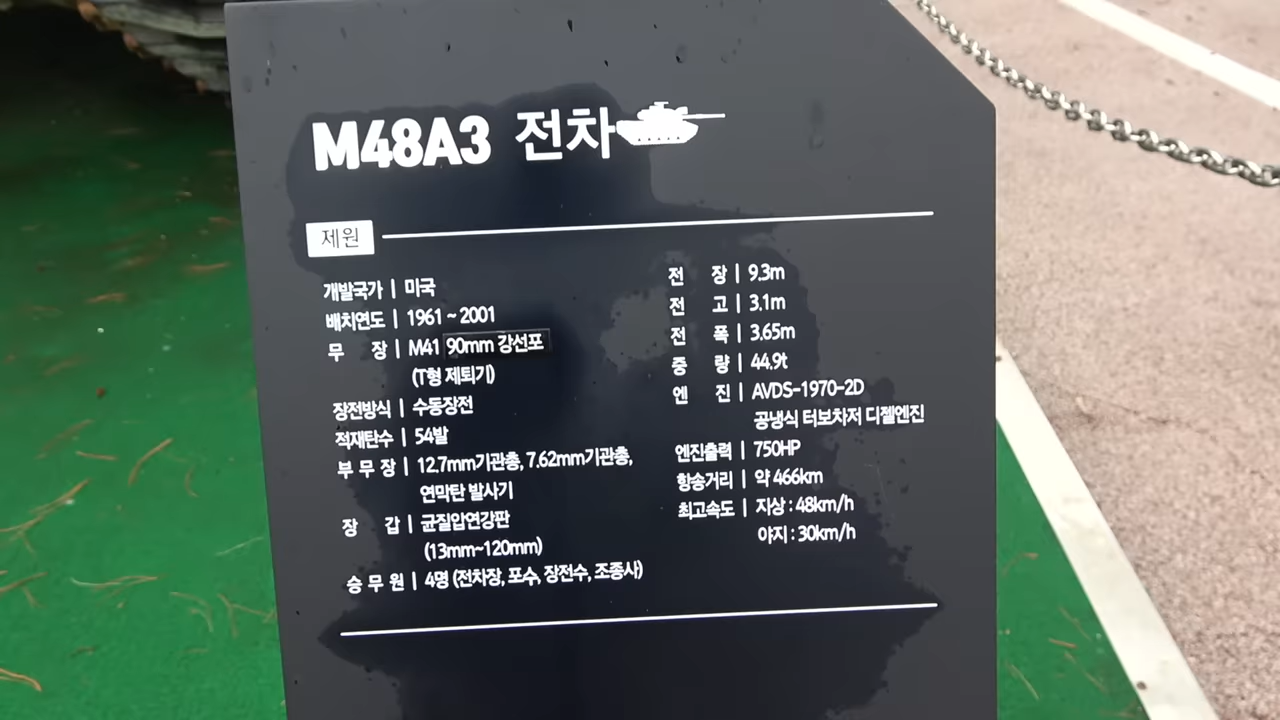 M48A3 전차
제원
개발국가 | 미국
배치연도 | 1961 ~ 2001
무 장 | M41 90mm 강선포
(T형 제퇴기)
장전방식 | 수동장전
적재탄수 | 54발
부 무 장 | 12.7mm기관총, 7.62mm기관총,
연막탄 발사기
장 갑 | 균질압연강판
(13mm~120mm)
승 무 원 | 4명 (전차장, 포수, 장전수, 조종사)
전 장 | 9.3m
전 고 | 3.1m
전 폭 | 3.65m
중 량 | 44.9t
엔 진 | AVDS-1970-2D
공냉식 터보차저 디젤엔진
엔진출력 | 750HP
항송거리 | 약 466km
최고속도 | 지상 : 48km/h
야지 : 30km/h